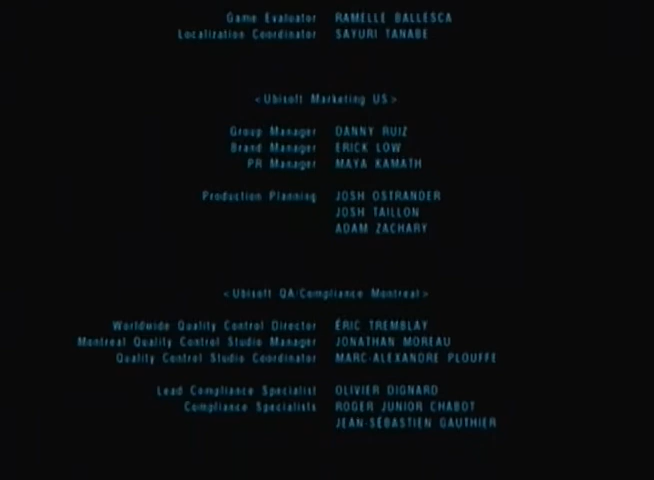 Game Evaluator RAMELLE BALLESCA
Localization Coordinator SAYURI TANABE
<Ubisoft Marketing US>
Group Manager DANNY RUIZ
Brand Manager ERICK LOW
PR Manager MAYA KAMATH
Production Planning JOSH OSTRANDER
JOSH TAILLON
ADAM ZACHARY
<Ubisoft QA/Compliance Montreal>
Worldwide Quality Control Director ÉRIC TREMBLAY
Montreal Quality Control Studio Manager JONATHAN MOREAU
Quality Control Studio Coordinator MARC-ALEXANDRE PLOUFFE
Lead Compliance Specialist OLIVIER DIGNARD
Compliance Specialists ROGER JUNIOR CHABOT
JEAN-SÉBASTIEN GAUTHIER